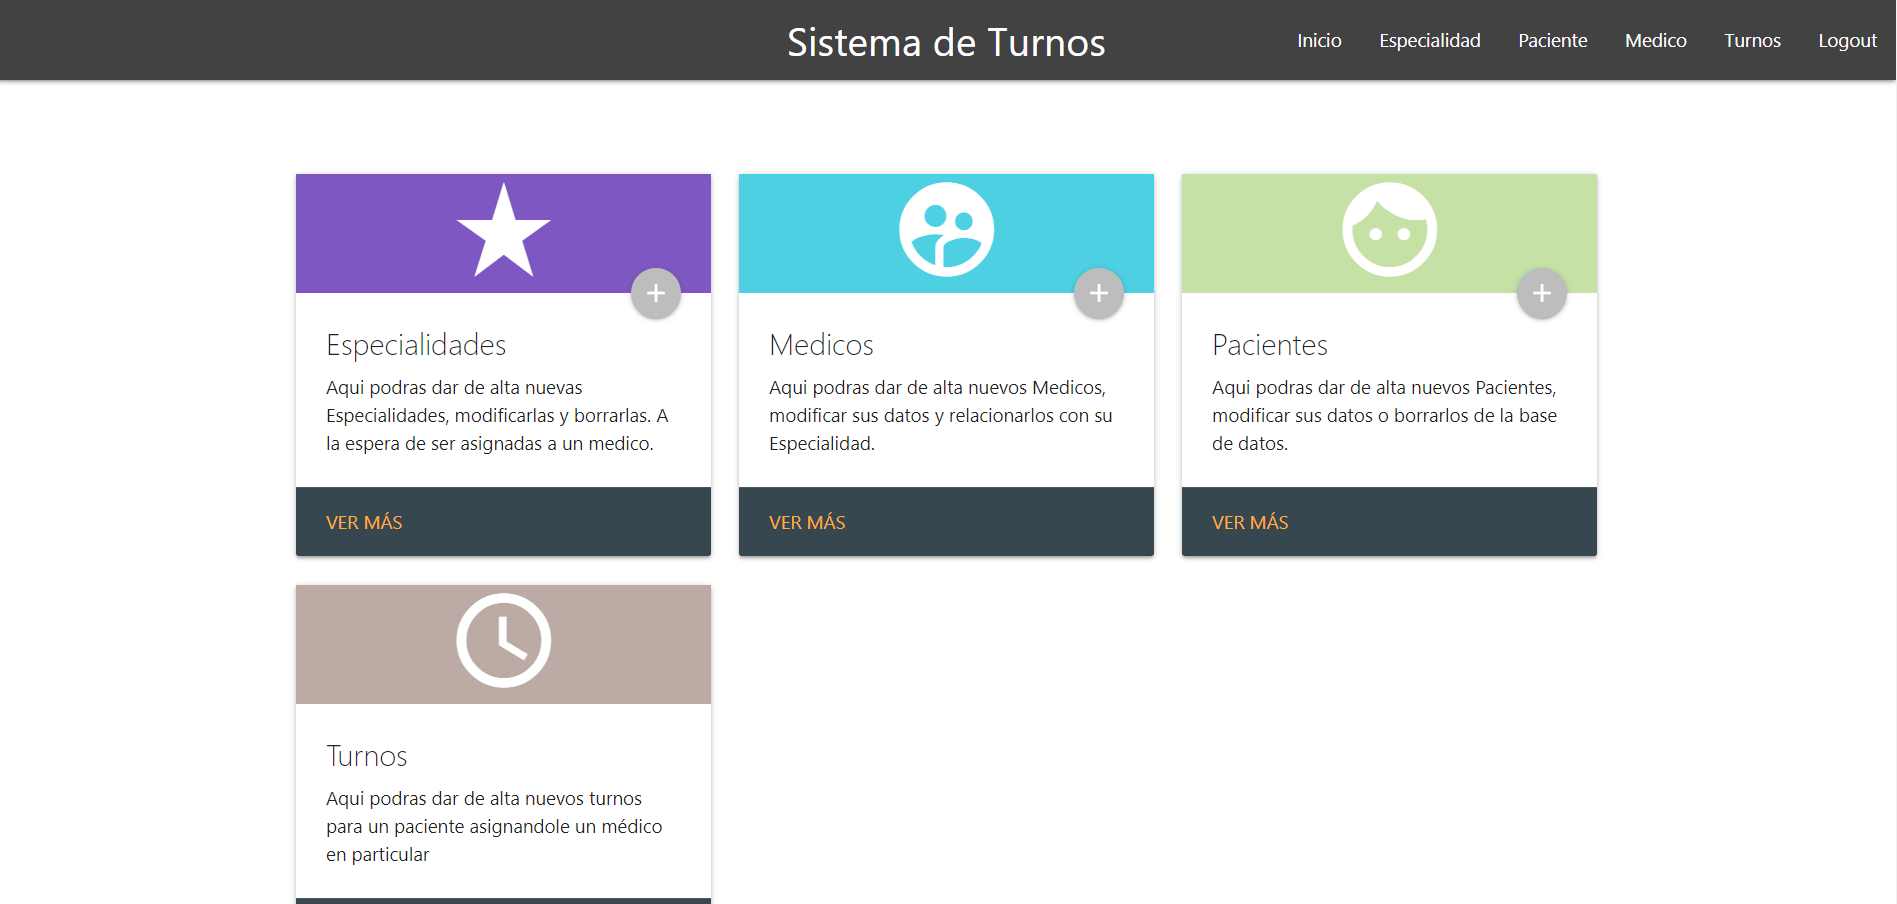 Sistema de Turnos
Inicio
Especialidad
Paciente
Medico
Turnos
Logout
Especialidades
Aqui podras dar de alta nuevas
Especialidades, modificarlas y borrarlas. A
la espera de ser asignadas a un medico.
VER MÁS
Medicos
Aqui podras dar de alta nuevos Medicos,
modificar sus datos y relacionarlos con su
Especialidad.
VER MÁS
Pacientes
Aqui podras dar de alta nuevos Pacientes,
modificar sus datos o borrarlos de la base
de datos.
VER MÁS
Turnos
Aqui podras dar de alta nuevos turnos
para un paciente asignandole un médico
en particular